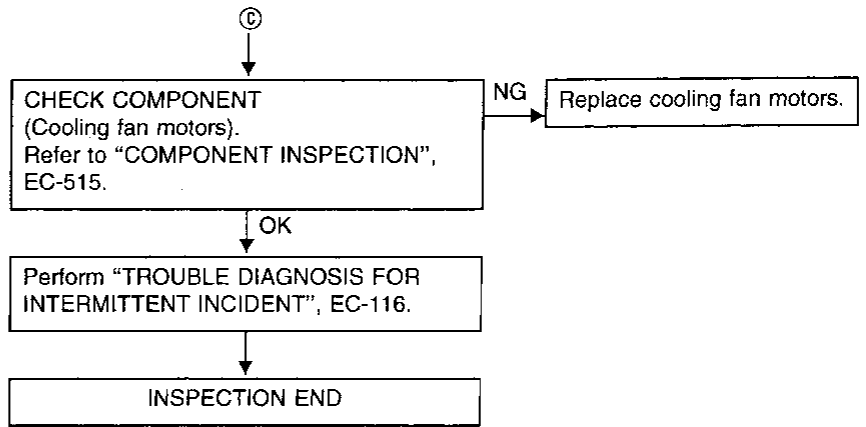 Ⓒ
CHECK COMPONENT
(Cooling fan motors).
Refer to “COMPONENT INSPECTION”,
EC-515.
NG
Replace cooling fan motors.
OK
Perform “TROUBLE DIAGNOSIS FOR
INTERMITTENT INCIDENT”, EC-116.
INSPECTION END